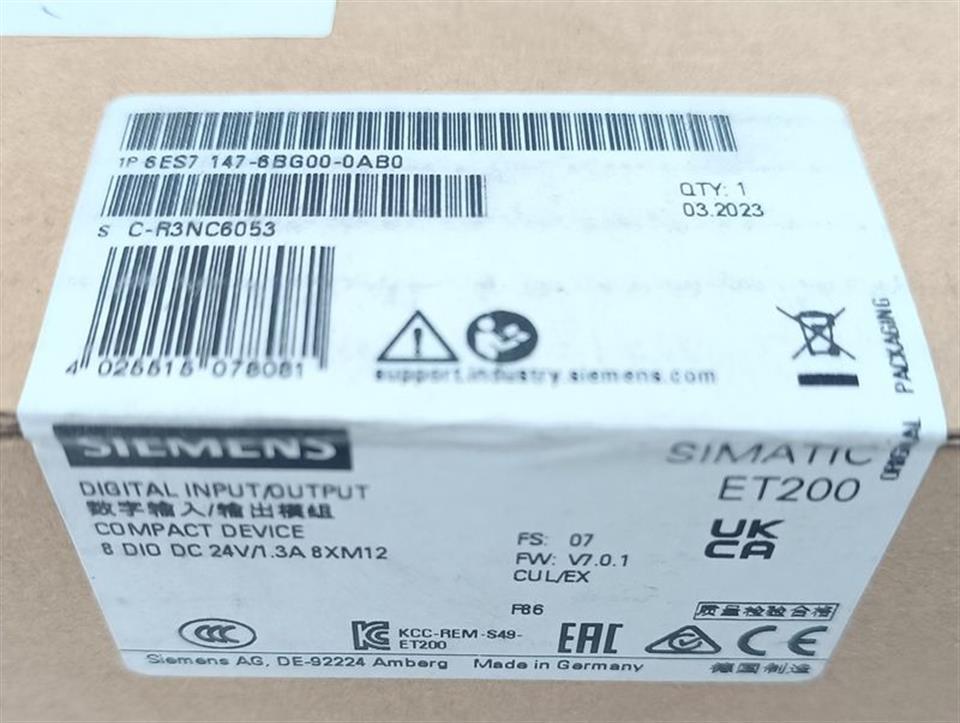 1P 6ES7 147-6BG00-0AB0
S C-R3NC6053
QTY: 1
03.2023
4 025515 078081
support.industry.siemens.com
ORIGINAL PACKAGING
SIEMENS
SIMATIC
ET200
DIGITAL INPUT/OUTPUT
数字输入/输出模组
COMPACT DEVICE
8 DIO DC 24V/1.3A 8XM12
FS: 07
FW: V7.0.1
CUL/EX
UK
CA
F86
质量检验合格
CCC
KC
KCC-REM-S49-
ET200
EAC
CE
Siemens AG, DE-92224 Amberg Made in Germany
德国制造